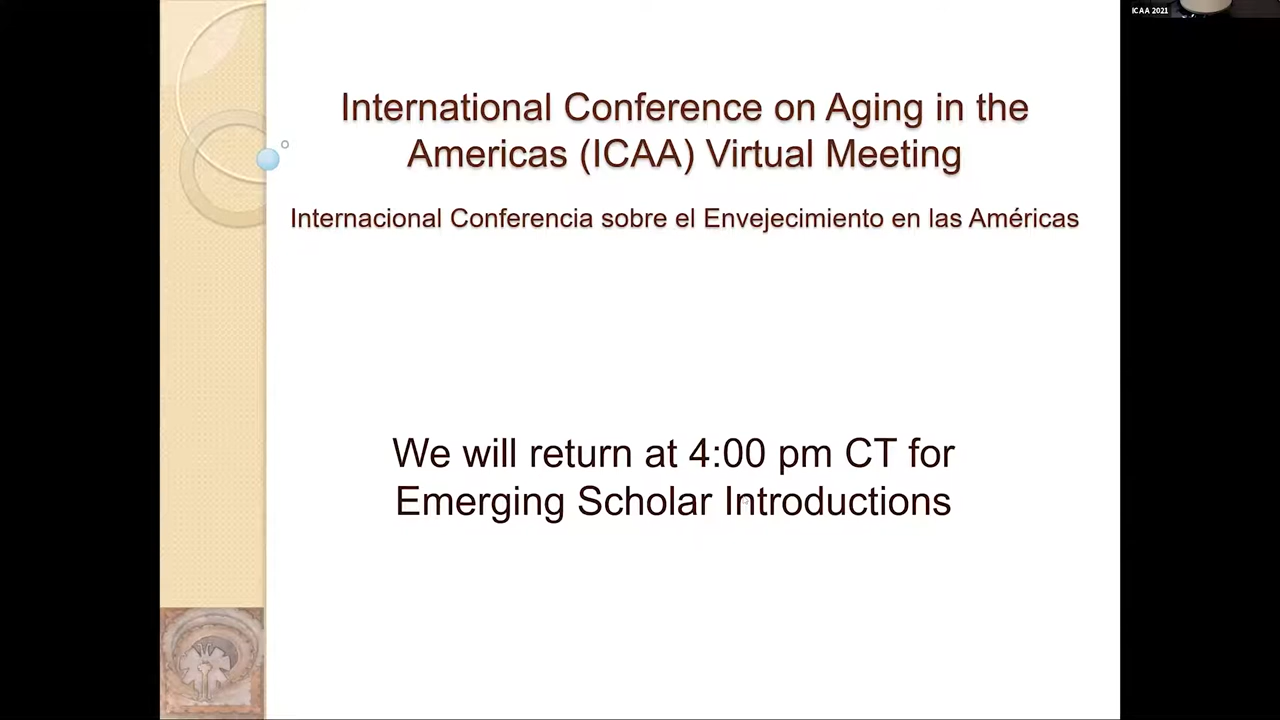 ICAA 2021
International Conference on Aging in the
Americas (ICAA) Virtual Meeting
Internacional Conferencia sobre el Envejecimiento en las Américas
We will return at 4:00 pm CT for
Emerging Scholar Introductions